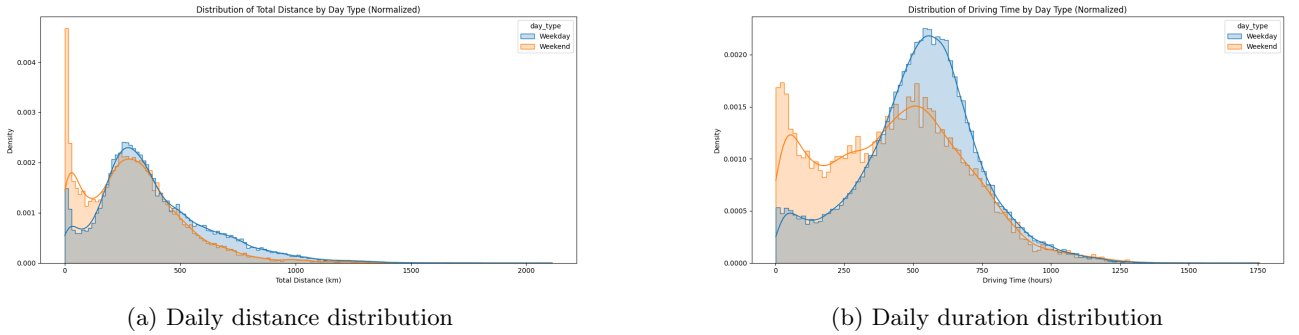 Distribution of Total Distance by Day Type (Normalized)
day_type
Weekday
Weekend
Density
0.004
0.003
0.002
0.001
0.000
0
500
1000
1500
2000
Total Distance (km)
(a) Daily distance distribution
Distribution of Driving Time by Day Type (Normalized)
day_type
Weekday
Weekend
Density
0.0020
0.0015
0.0010
0.0005
0.0000
0
250
500
750
1000
1250
1500
1750
Driving Time (hours)
(b) Daily duration distribution